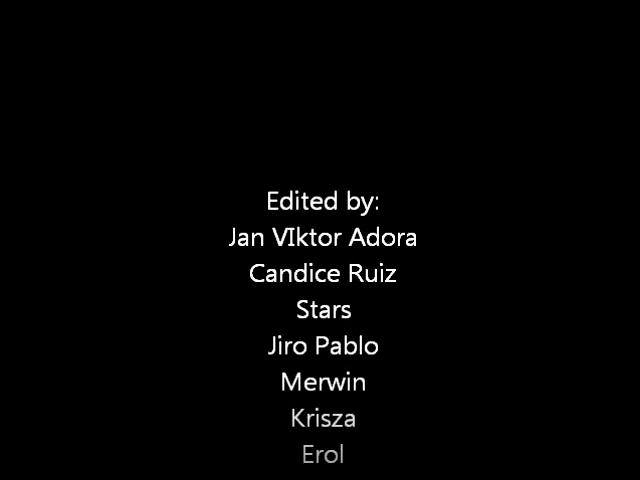 Edited by:
Jan VIktor Adora
Candice Ruiz
Stars
Jiro Pablo
Merwin
Krisza
Erol